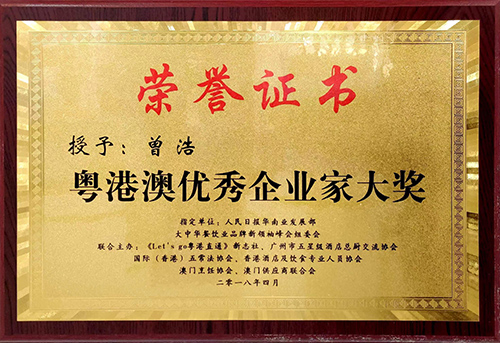 荣誉证书
授予：曾浩
粤港澳优秀企业家大奖
指定单位：人民日报华南业发展部
大中华餐饮业品牌新领袖峰会组委会
联合主办：《Let's go粤港直通》新志社、广州市五星级酒店总厨交流协会
国际（香港）五常法协会、香港酒店及饮食专业人员协会
澳门烹饪协会、澳门供应商联合会
二零一八年四月